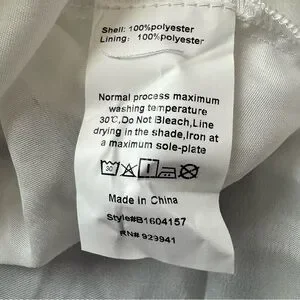 Shell: 100%polyester
Lining: 100%polyester
Normal process maximum
washing temperature
30℃,Do Not Bleach,Line
drying in the shade,Iron at
a maximum sole-plate
30
Made in China
Style#B1604157
RN# 929941